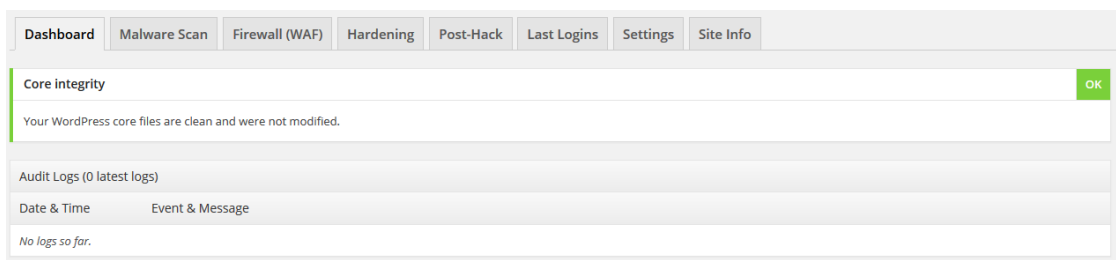 Dashboard Malware Scan Firewall (WAF) Hardening Post-Hack Last Logins Settings Site Info
Core integrity OK
Your WordPress core files are clean and were not modified.
Audit Logs (0 latest logs)
Date & Time Event & Message
No logs so far.